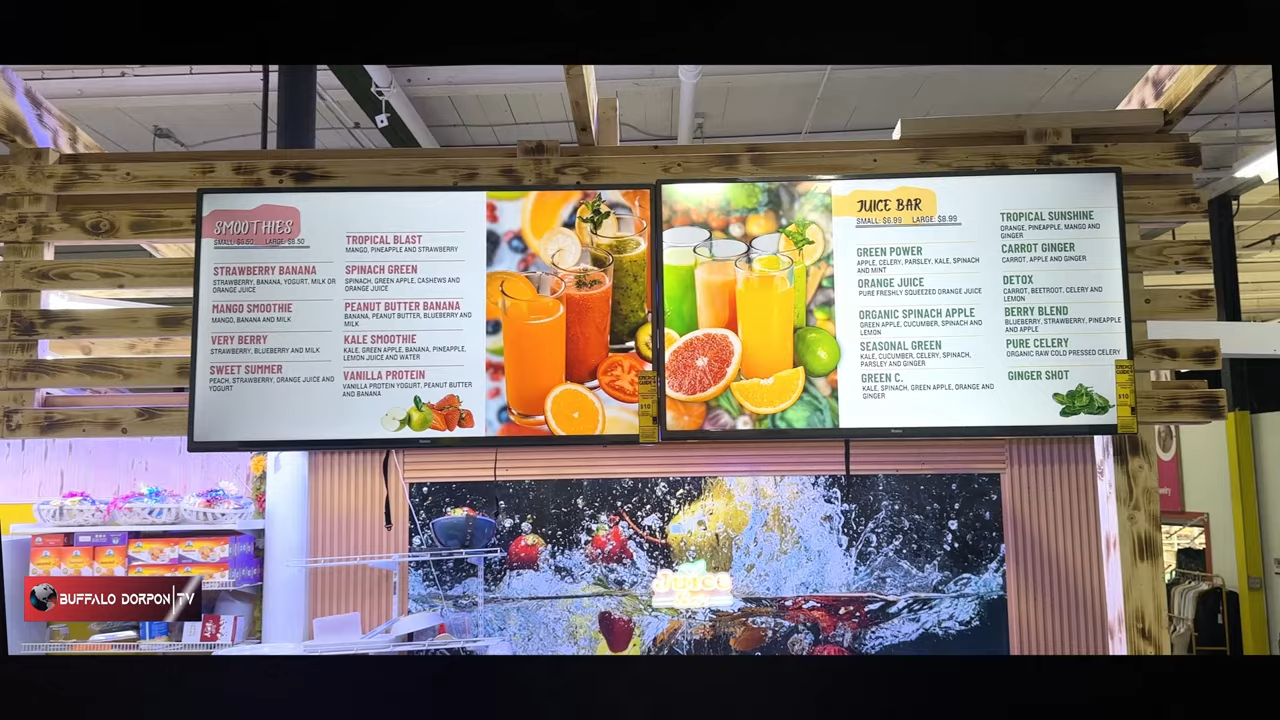 SMOOTHIES
SMALL: $6.50 LARGE: $8.50
STRAWBERRY BANANA
STRAWBERRY, BANANA, YOGURT, MILK OR
ORANGE JUICE
MANGO SMOOTHIE
MANGO, BANANA AND MILK
VERY BERRY
STRAWBERRY, BLUEBERRY AND MILK
SWEET SUMMER
PEACH, STRAWBERRY, ORANGE JUICE AND
YOGURT
TROPICAL BLAST
MANGO, PINEAPPLE AND STRAWBERRY
SPINACH GREEN
SPINACH, GREEN APPLE, CASHEWS AND
ORANGE JUICE
PEANUT BUTTER BANANA
BANANA, PEANUT BUTTER, BLUEBERRY AND
MILK
KALE SMOOTHIE
KALE, GREEN APPLE, BANANA, PINEAPPLE,
LEMON JUICE AND WATER
VANILLA PROTEIN
VANILLA PROTEIN YOGURT, PEANUT BUTTER
AND BANANA
ENERGY
GUIDE
$10
JUICE BAR
SMALL: $6.99 LARGE: $8.99
GREEN POWER
APPLE, CELERY, PARSLEY, KALE, SPINACH
AND MINT
ORANGE JUICE
PURE FRESHLY SQUEEZED ORANGE JUICE
ORGANIC SPINACH APPLE
GREEN APPLE, CUCUMBER, SPINACH AND
LEMON
SEASONAL GREEN
KALE, CUCUMBER, CELERY, SPINACH,
PARSLEY AND GINGER
GREEN C.
KALE, SPINACH, GREEN APPLE, ORANGE AND
GINGER
TROPICAL SUNSHINE
ORANGE, PINEAPPLE, MANGO AND
GINGER
CARROT GINGER
CARROT, APPLE AND GINGER
DETOX
CARROT, BEETROOT, CELERY AND
LEMON
BERRY BLEND
BLUEBERRY, STRAWBERRY, PINEAPPLE
AND APPLE
PURE CELERY
ORGANIC RAW COLD PRESSED CELERY
GINGER SHOT
ENERGY
GUIDE
$10
Juice
BUFFALO DORPON|TV